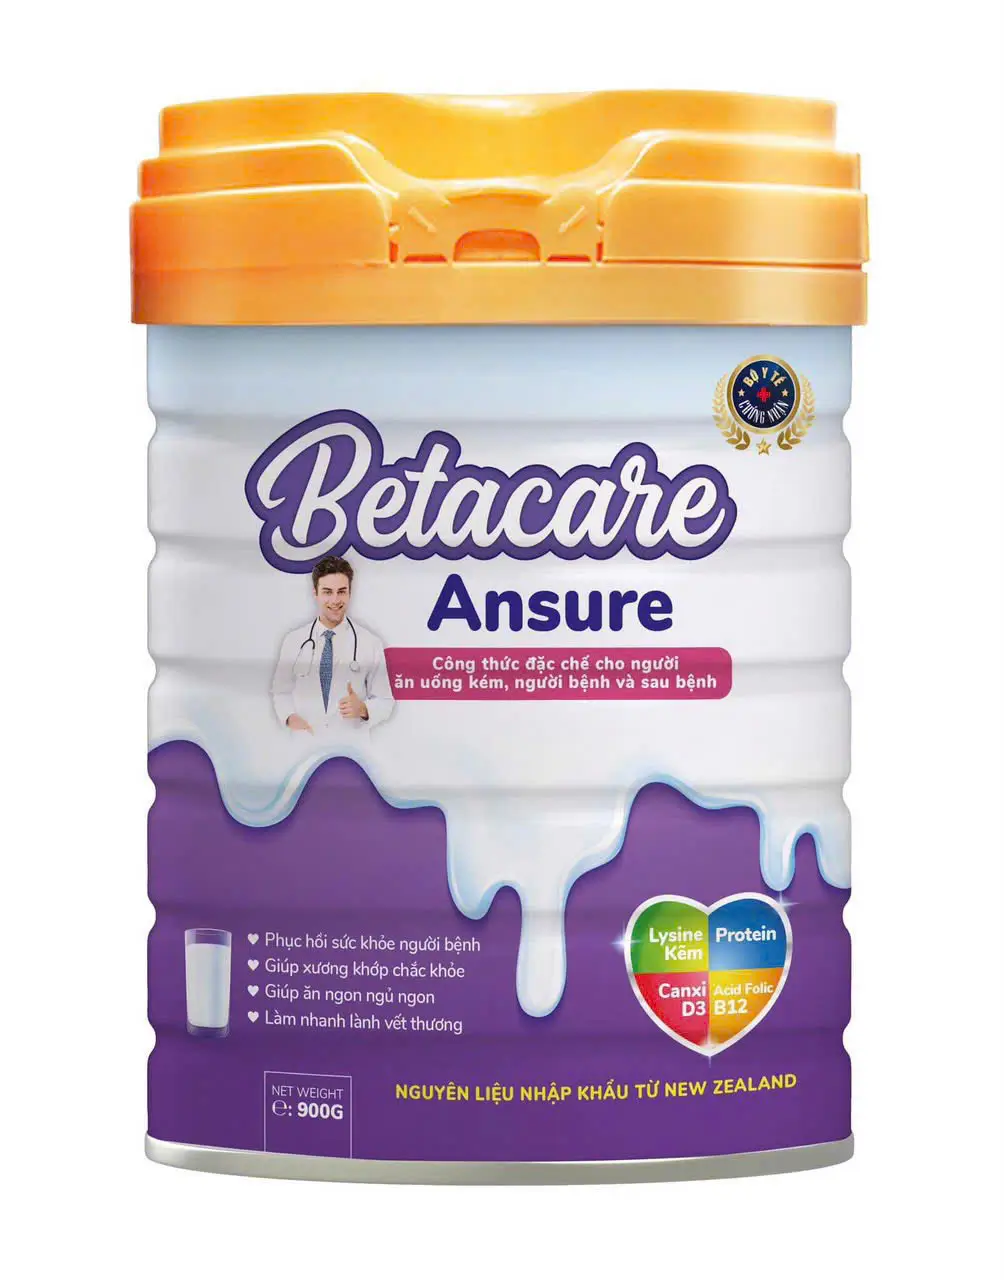 BỘ Y TẾ
CHỨNG NHẬN
Betacare
Ansure
Công thức đặc chế cho người
ăn uống kém, người bệnh và sau bệnh
Phục hồi sức khỏe người bệnh
Giúp xương khớp chắc khỏe
Giúp ăn ngon ngủ ngon
Làm nhanh lành vết thương
Lysine
Kẽm
Protein
Canxi
D3
Acid Folic
B12
NGUYÊN LIỆU NHẬP KHẨU TỪ NEW ZEALAND
NET WEIGHT
℮: 900G